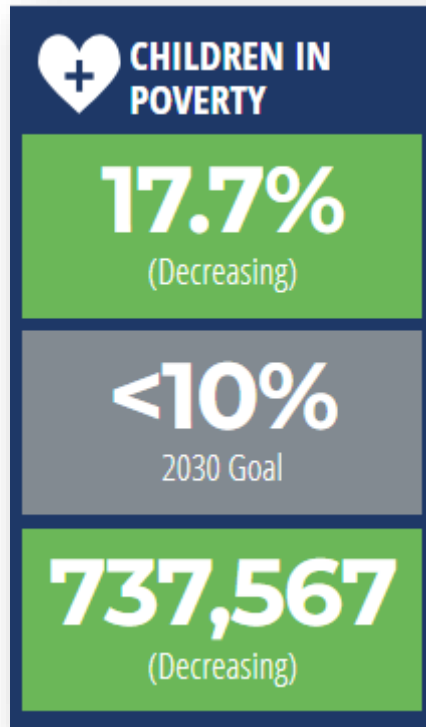 CHILDREN IN
POVERTY
17.7%
(Decreasing)
<10%
2030 Goal
737,567
(Decreasing)